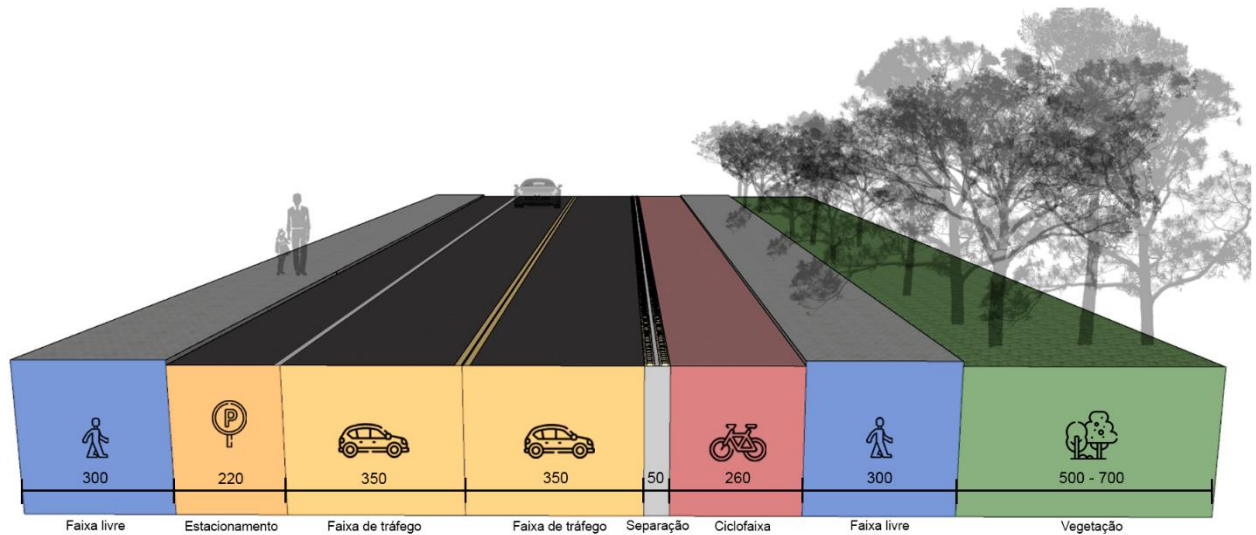 P
300
220
350
350
50
260
300
500 - 700
Faixa livre
Estacionamento
Faixa de tráfego
Faixa de tráfego
Separação
Ciclofaixa
Faixa livre
Vegetação